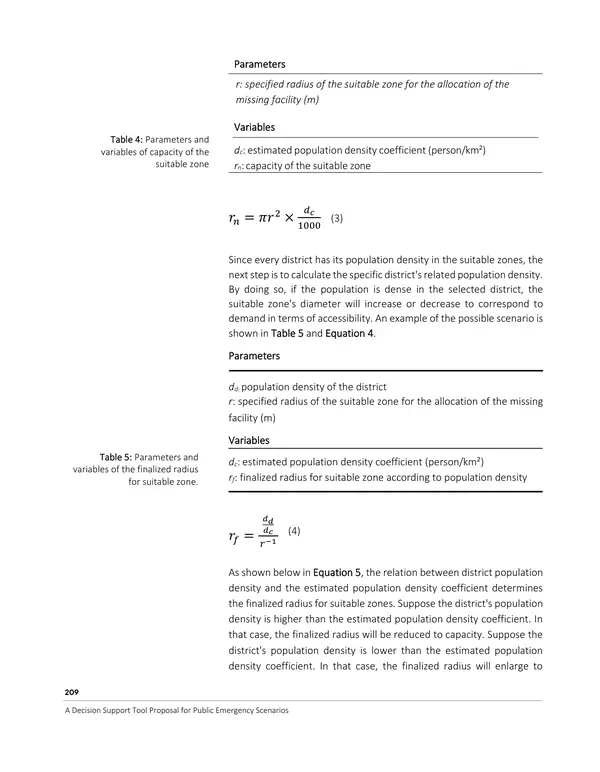 Parameters
r: specified radius of the suitable zone for the allocation of the
missing facility (m)
Variables
Table 4: Parameters and
variables of capacity of the
suitable zone
d꜀: estimated population density coefficient (person/km²)
rₙ: capacity of the suitable zone
rₙ = πr² × d꜀/1000 (3)
Since every district has its population density in the suitable zones, the
next step is to calculate the specific district's related population density.
By doing so, if the population is dense in the selected district, the
suitable zone's diameter will increase or decrease to correspond to
demand in terms of accessibility. An example of the possible scenario is
shown in Table 5 and Equation 4.
Parameters
d_d: population density of the district
r: specified radius of the suitable zone for the allocation of the missing
facility (m)
Variables
Table 5: Parameters and
variables of the finalized radius
for suitable zone.
d꜀: estimated population density coefficient (person/km²)
r_f: finalized radius for suitable zone according to population density
r_f = (d_d/d_c)/r⁻¹ (4)
As shown below in Equation 5, the relation between district population
density and the estimated population density coefficient determines
the finalized radius for suitable zones. Suppose the district's population
density is higher than the estimated population density coefficient. In
that case, the finalized radius will be reduced to capacity. Suppose the
district's population density is lower than the estimated population
density coefficient. In that case, the finalized radius will enlarge to
209
A Decision Support Tool Proposal for Public Emergency Scenarios